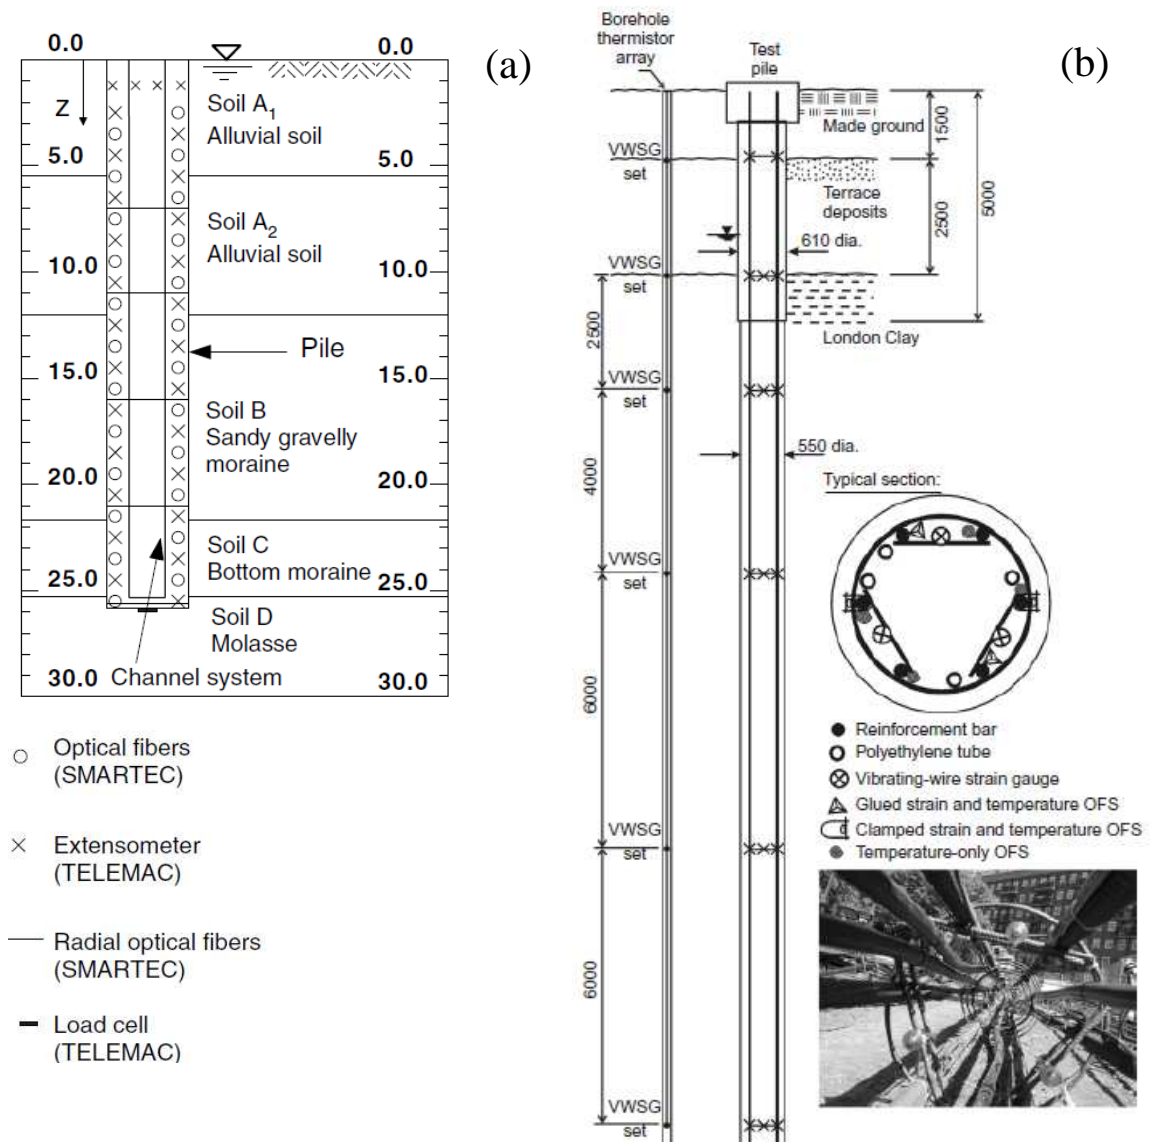 (a)
0.0
0.0
Z
Soil A1
Alluvial soil
5.0
5.0
Soil A2
Alluvial soil
10.0
10.0
Pile
15.0
15.0
Soil B
Sandy gravelly
moraine
20.0
20.0
Soil C
Bottom moraine
25.0
25.0
Soil D
Molasse
30.0
Channel system
30.0
Optical fibers
(SMARTEC)
Extensometer
(TELEMAC)
Radial optical fibers
(SMARTEC)
Load cell
(TELEMAC)
(b)
Borehole
thermistor
array
Test
pile
Made ground
1500
VWSG
set
Terrace
deposits
2500
5000
610 dia.
VWSG
set
London Clay
2500
VWSG
set
550 dia.
4000
Typical section:
VWSG
set
6000
Reinforcement bar
Polyethylene tube
Vibrating-wire strain gauge
Glued strain and temperature OFS
Clamped strain and temperature OFS
Temperature-only OFS
VWSG
set
6000
VWSG
set